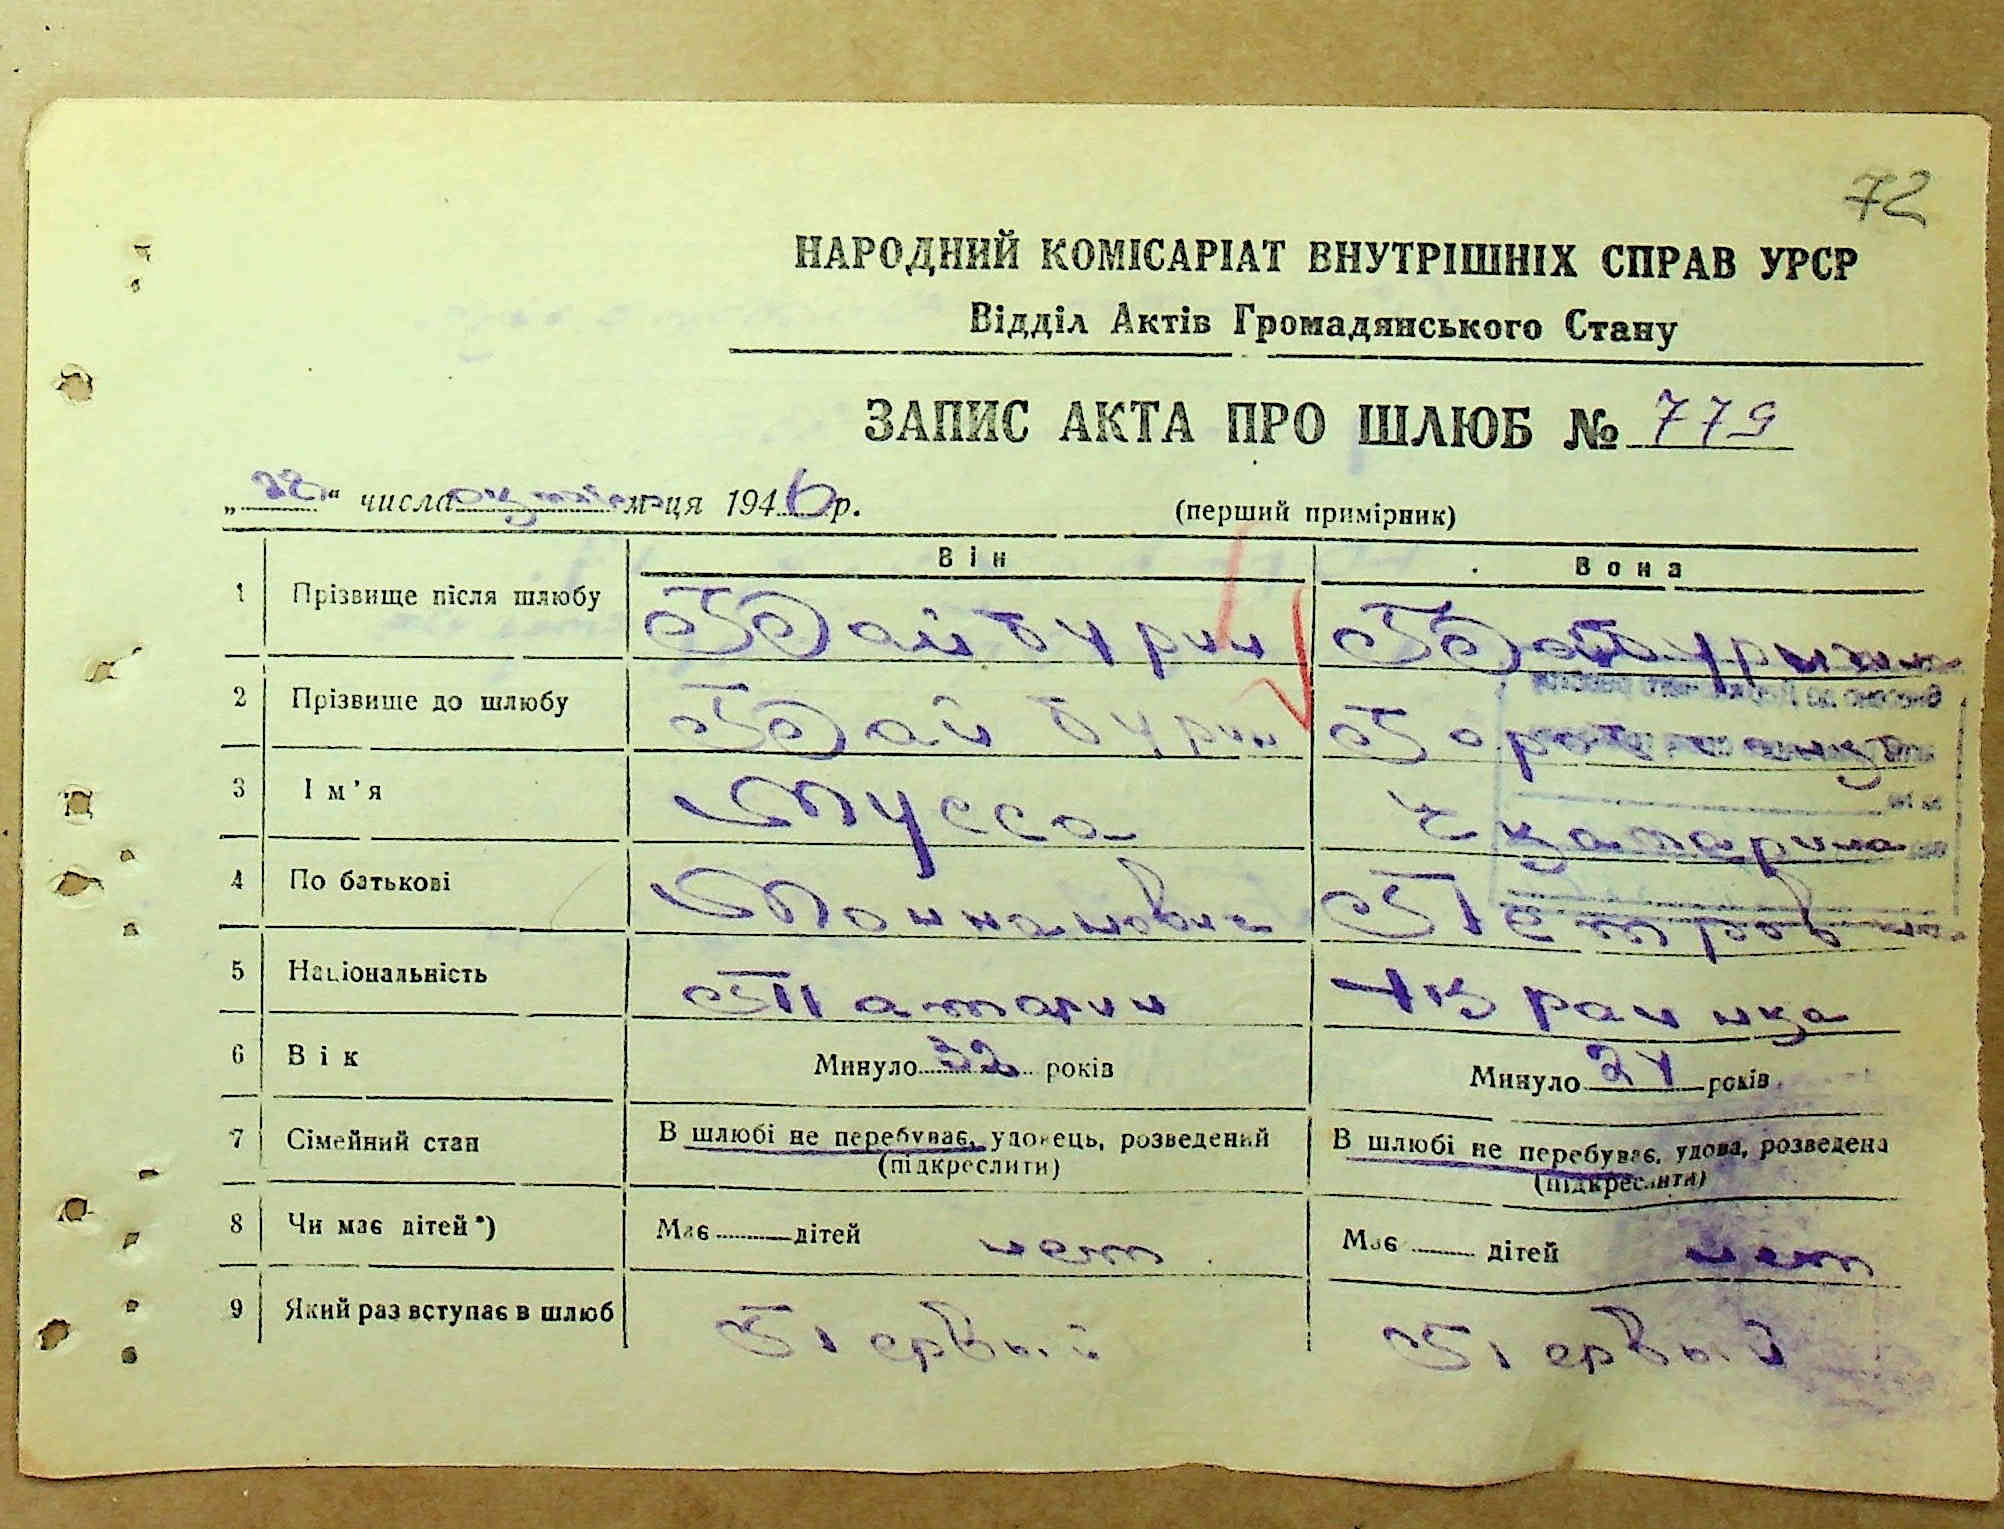 72
НАРОДНИЙ КОМІСАРІАТ ВНУТРІШНІХ СПРАВ УРСР
Відділ Актів Громадянського Стану
ЗАПИС АКТА ПРО ШЛЮБ № 779
„22“ числа октября м-ця 1946 р. (перший примірник)
Він Вона
1 Прізвище після шлюбу Байбурин Байбурина
2 Прізвище до шлюбу Байбурин
3 Ім'я Мусса Екатерина
4 По батькові Петровна
5 Національність Татарин Украинка
6 Вік Минуло 32 років Минуло 21 років
7 Сімейний стан В шлюбі не перебуває, удовець, розведений В шлюбі не перебуває, удова, розведена
(підкреслити) (підкреслити)
8 Чи має дітей*) Має дітей нет Має дітей нет
9 Який раз вступає в шлюб Первый Первый